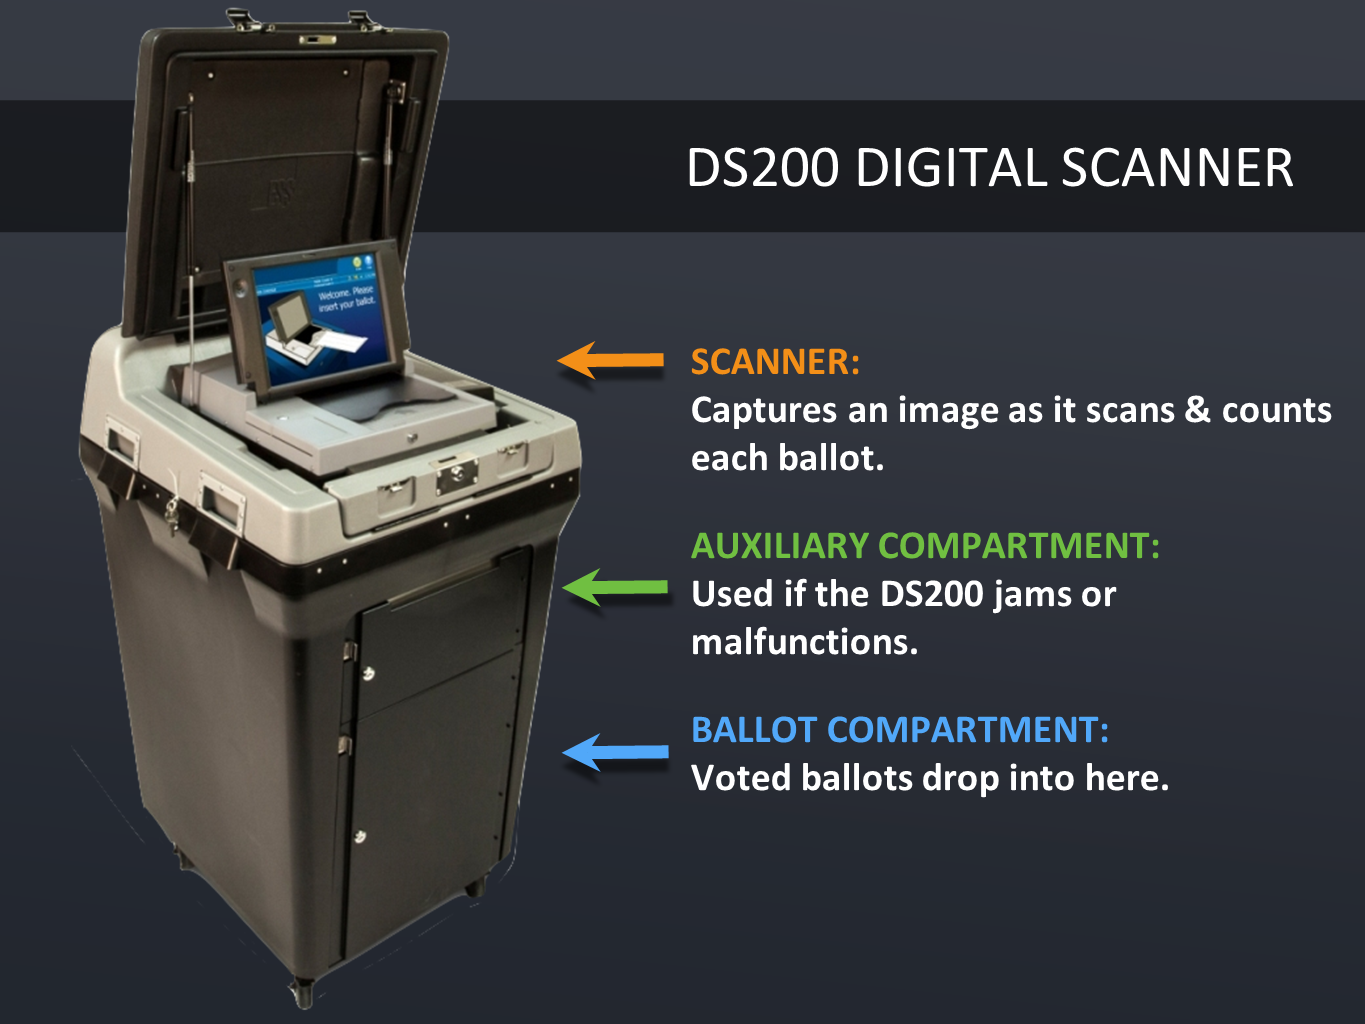 DS200 DIGITAL SCANNER
Welcome. Please
insert your ballot.
SCANNER:
Captures an image as it scans & counts
each ballot.
AUXILIARY COMPARTMENT:
Used if the DS200 jams or
malfunctions.
BALLOT COMPARTMENT:
Voted ballots drop into here.